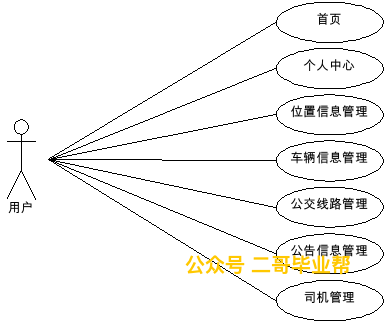 首页
个人中心
位置信息管理
车辆信息管理
用户
公交线路管理
公告信息管理
公众号 二哥毕业帮
司机管理